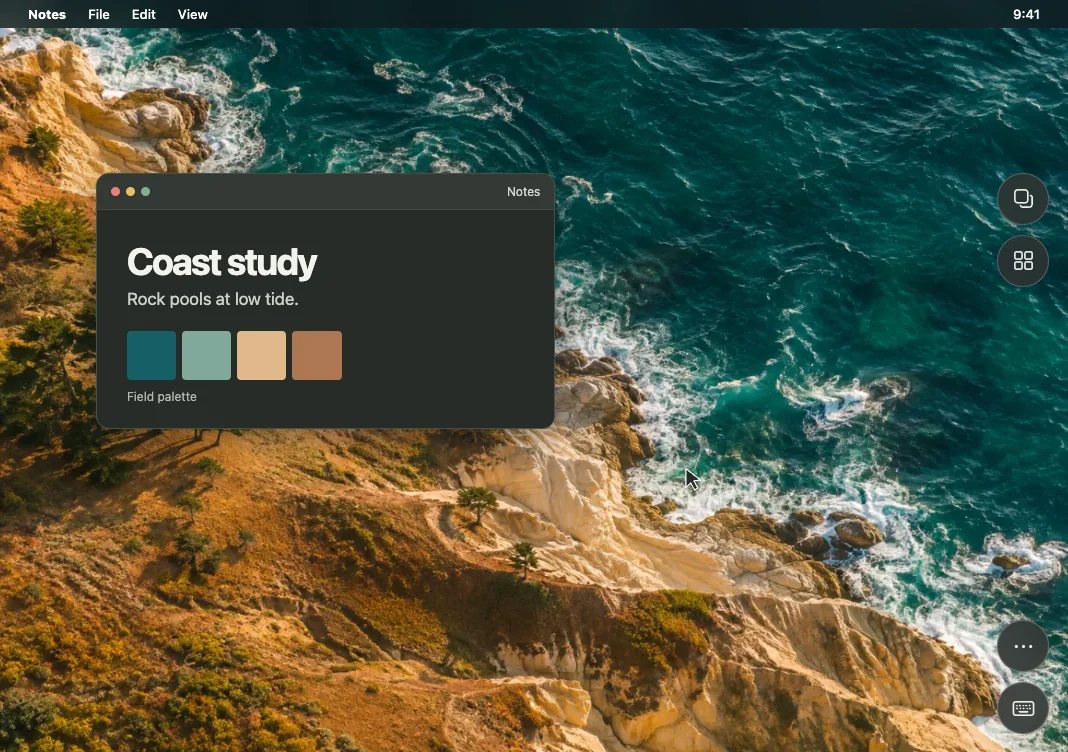 Notes File Edit View 9:41
Notes
Coast study
Rock pools at low tide.
Field palette